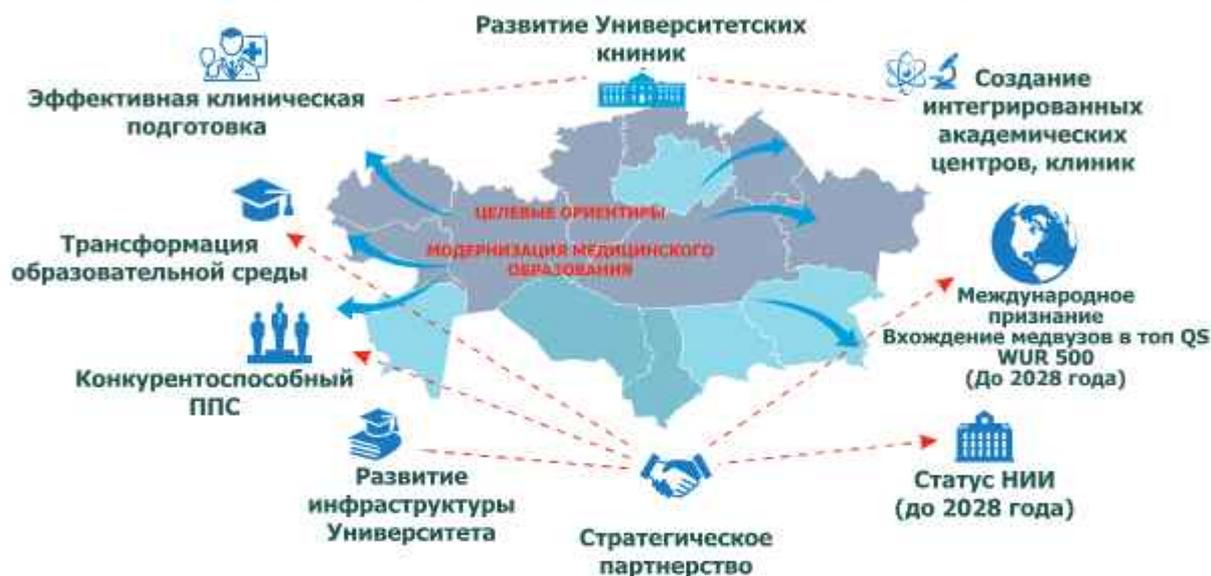 Развитие Университетских
книник
Эффективная клиническая
подготовка
Создание
интегрированных
академических
центров, клиник
ЦЕЛЕВЫЕ ОРИЕНТИРЫ
МОДЕРНИЗАЦИЯ МЕДИЦИНСКОГО
ОБРАЗОВАНИЯ
Трансформация
образовательной среды
Международное
признание
Вхождение медвузов в топ QS
WUR 500
(До 2028 года)
Конкурентоспособный
ППС
Развитие
инфраструктуры
Университета
Стратегическое
партнерство
Статус НИИ
(до 2028 года)